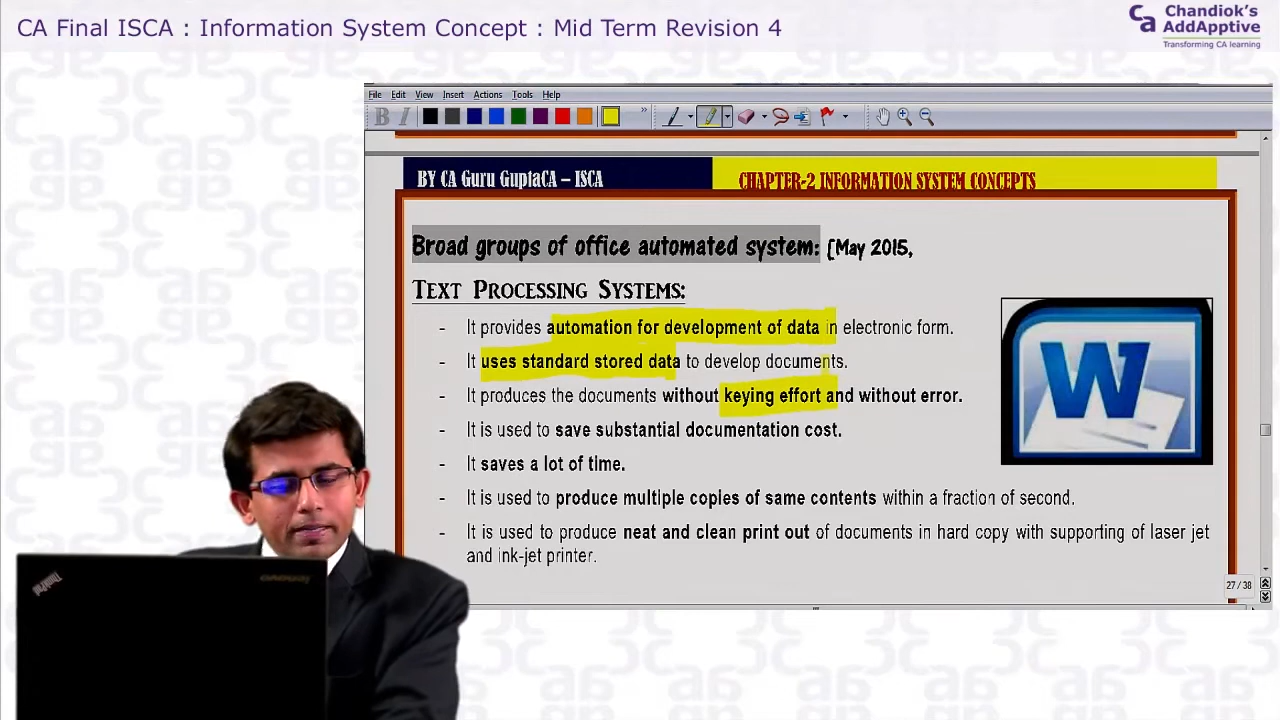 CA Final ISCA : Information System Concept : Mid Term Revision 4
Ca
Chandiok's
AddApptive
Transforming CA learning
File Edit View Insert Actions Tools Help
B I
BY CA Guru GuptaCA – ISCA
CHAPTER-2 INFORMATION SYSTEM CONCEPTS
Broad groups of office automated system: [May 2015,
TEXT PROCESSING SYSTEMS:
- It provides automation for development of data in electronic form.
- It uses standard stored data to develop documents.
- It produces the documents without keying effort and without error.
- It is used to save substantial documentation cost.
- It saves a lot of time.
- It is used to produce multiple copies of same contents within a fraction of second.
- It is used to produce neat and clean print out of documents in hard copy with supporting of laser jet
and ink-jet printer.
W
27 / 38
ThinkPad